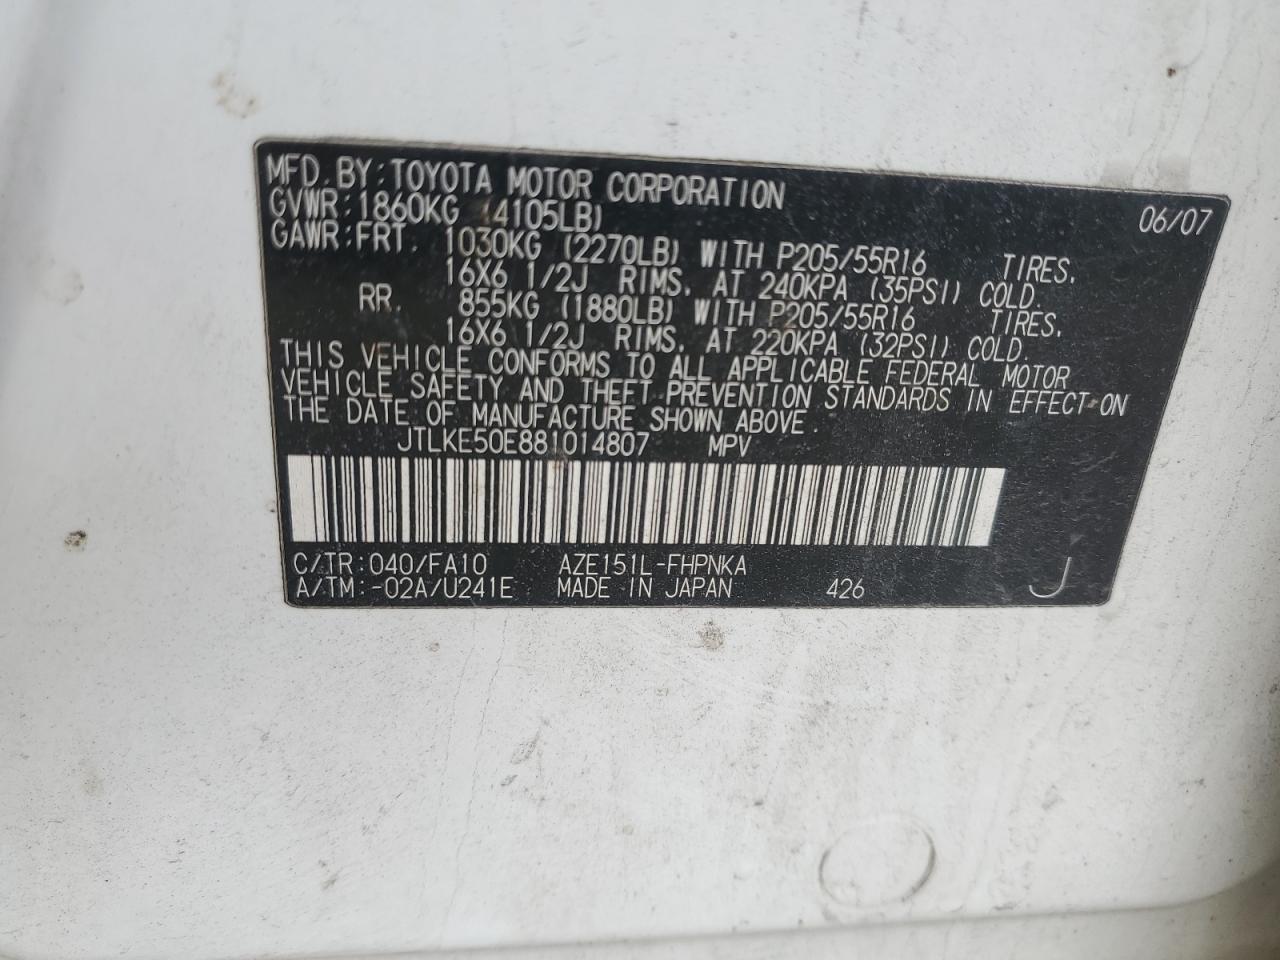 MFD. BY: TOYOTA MOTOR CORPORATION 06/07
GVWR: 1860KG (4105LB)
GAWR: FRT. 1030KG (2270LB) WITH P205/55R16 TIRES,
16X6 1/2J RIMS, AT 240KPA (35PSI) COLD.
RR. 855KG (1880LB) WITH P205/55R16 TIRES,
16X6 1/2J RIMS, AT 220KPA (32PSI) COLD.
THIS VEHICLE CONFORMS TO ALL APPLICABLE FEDERAL MOTOR
VEHICLE SAFETY AND THEFT PREVENTION STANDARDS IN EFFECT ON
THE DATE OF MANUFACTURE SHOWN ABOVE.
JTLKE50E881014807 MPV
C/TR: 040/FA10 AZE151L-FHPNKA
A/TM: -02A/U241E MADE IN JAPAN 426 J